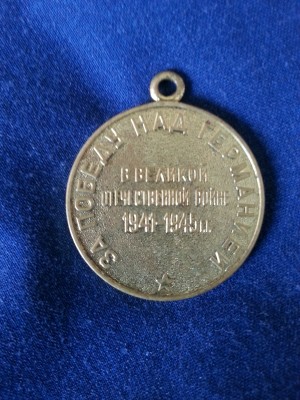 ЗА ПОБЕДУ НАД ГЕРМАНИЕЙ
В ВЕЛИКОЙ
ОТЕЧЕСТВЕННОЙ ВОЙНЕ
1941-1945гг.